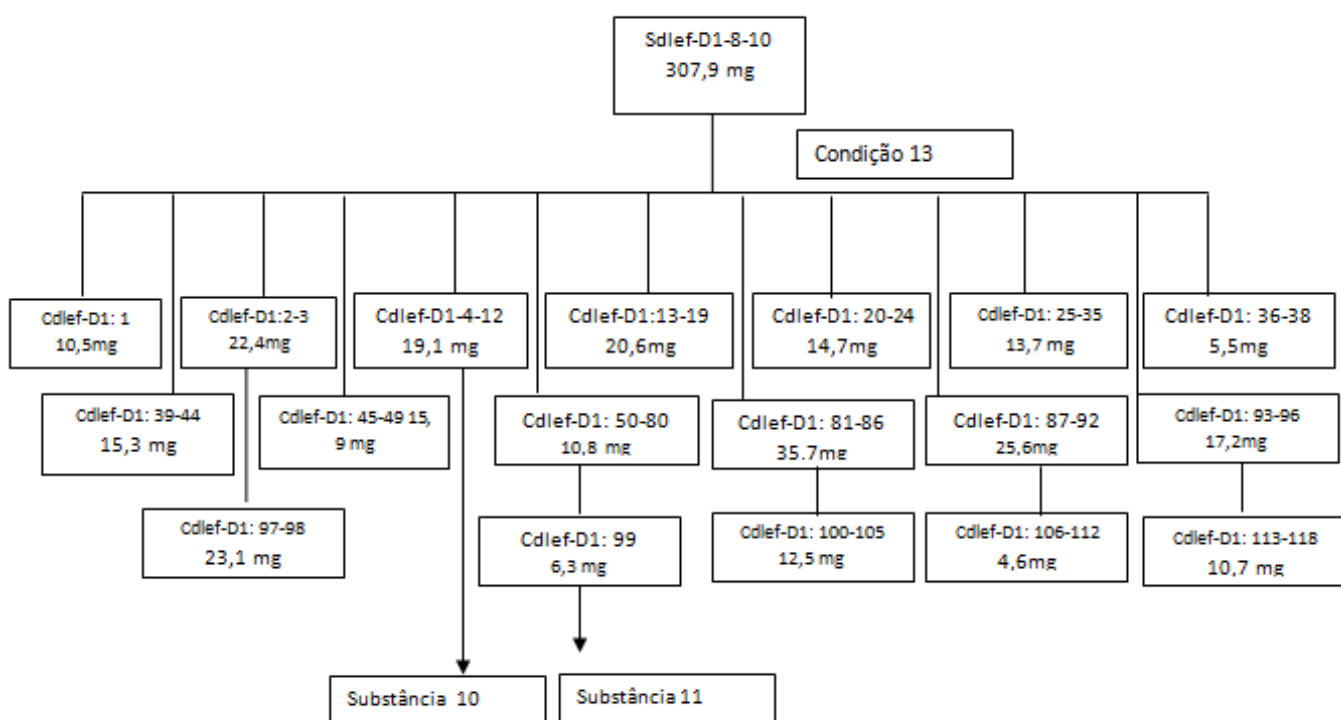 Sdlef-D1-8-10
307,9 mg
Condição 13
Cdlef-D1: 1
10,5mg
Cdlef-D1:2-3
22,4mg
Cdlef-D1-4-12
19,1 mg
Cdlef-D1:13-19
20,6mg
Cdlef-D1: 20-24
14,7mg
Cdlef-D1: 25-35
13,7 mg
Cdlef-D1: 36-38
5,5mg
Cdlef-D1: 39-44
15,3 mg
Cdlef-D1: 45-49 15,
9 mg
Cdlef-D1: 50-80
10,8 mg
Cdlef-D1: 81-86
35.7mg
Cdlef-D1: 87-92
25,6mg
Cdlef-D1: 93-96
17,2mg
Cdlef-D1: 97-98
23,1 mg
Cdlef-D1: 99
6,3 mg
Cdlef-D1: 100-105
12,5 mg
Cdlef-D1: 106-112
4,6mg
Cdlef-D1: 113-118
10,7 mg
Substância 10
Substância 11